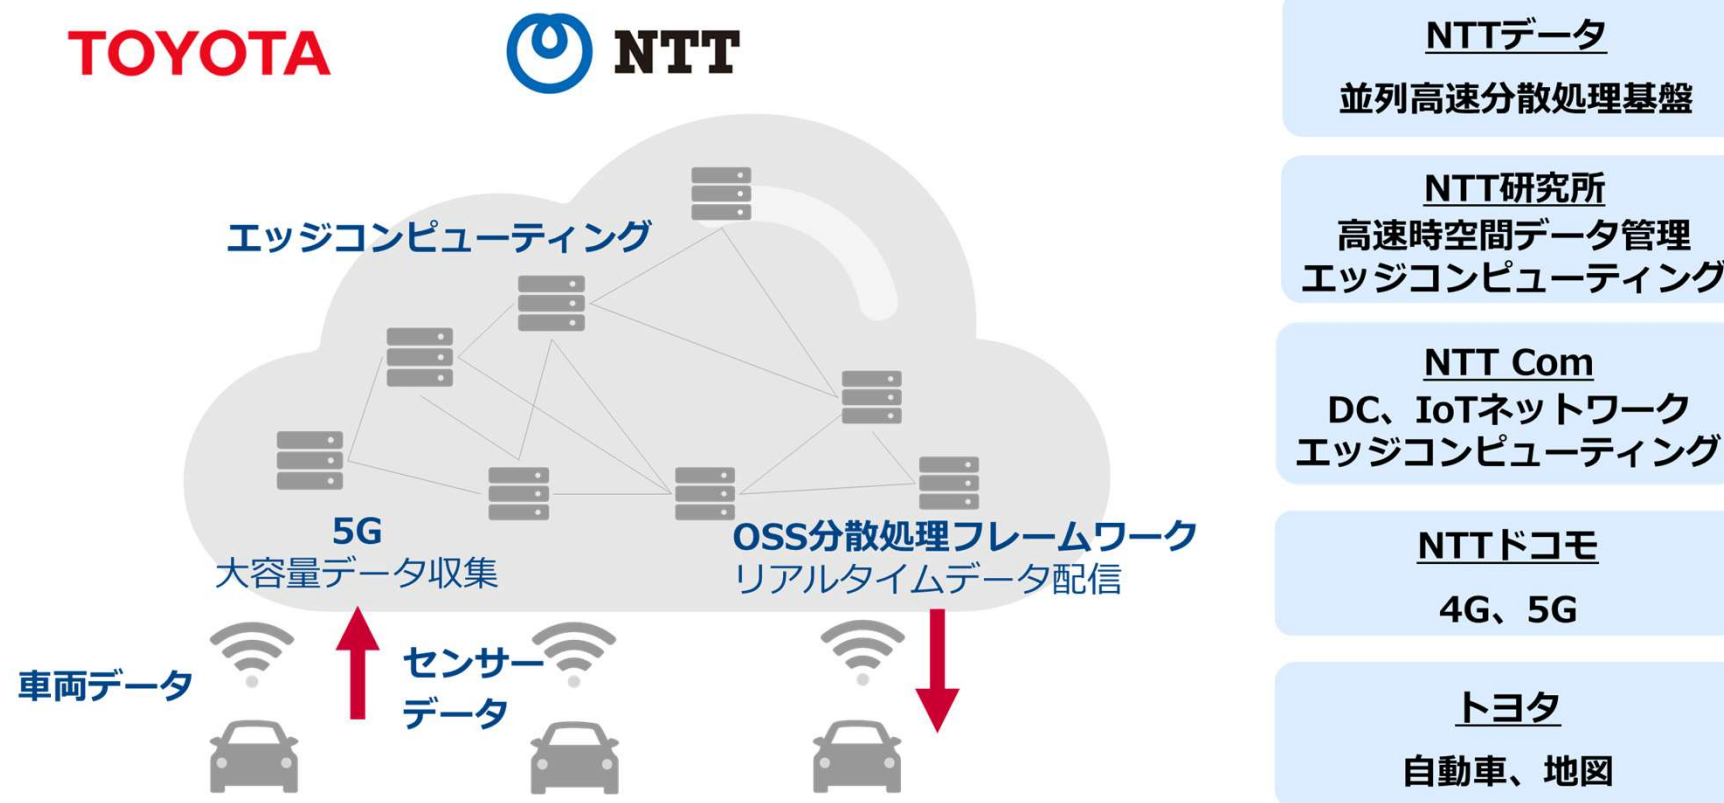 TOYOTA
NTT
エッジコンピューティング
5G
大容量データ収集
OSS分散処理フレームワーク
リアルタイムデータ配信
車両データ
センサー
データ
NTTデータ
並列高速分散処理基盤
NTT研究所
高速時空間データ管理
エッジコンピューティング
NTT Com
DC、IoTネットワーク
エッジコンピューティング
NTTドコモ
4G、5G
トヨタ
自動車、地図